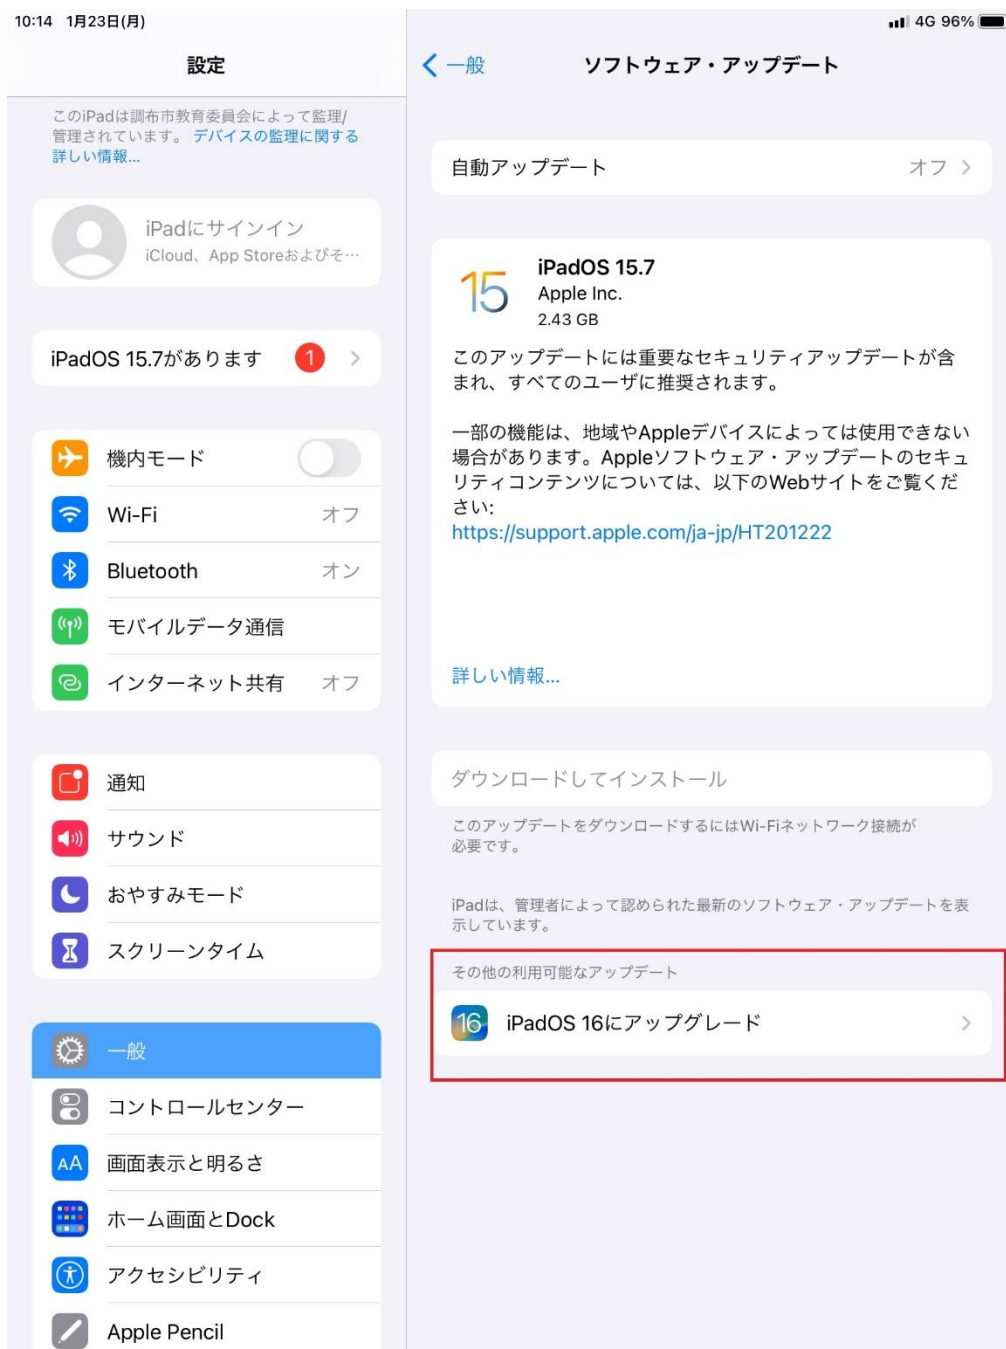 10:14 1月23日(月)
4G 96%
設定
このiPadは調布市教育委員会によって監理/
管理されています。 デバイスの監理に関する
詳しい情報...
iPadにサインイン
iCloud、App Storeおよびそ…
iPadOS 15.7があります 1
機内モード
Wi-Fi オフ
Bluetooth オン
モバイルデータ通信
インターネット共有 オフ
通知
サウンド
おやすみモード
スクリーンタイム
一般
コントロールセンター
AA 画面表示と明るさ
ホーム画面とDock
アクセシビリティ
Apple Pencil
一般
ソフトウェア・アップデート
自動アップデート オフ
15
iPadOS 15.7
Apple Inc.
2.43 GB
このアップデートには重要なセキュリティアップデートが含
まれ、すべてのユーザに推奨されます。
一部の機能は、地域やAppleデバイスによっては使用できない
場合があります。Appleソフトウェア・アップデートのセキュ
リティコンテンツについては、以下のWebサイトをご覧くだ
さい:
https://support.apple.com/ja-jp/HT201222
詳しい情報...
ダウンロードしてインストール
このアップデートをダウンロードするにはWi-Fiネットワーク接続が
必要です。
iPadは、管理者によって認められた最新のソフトウェア・アップデートを表
示しています。
その他の利用可能なアップデート
16 iPadOS 16にアップグレード